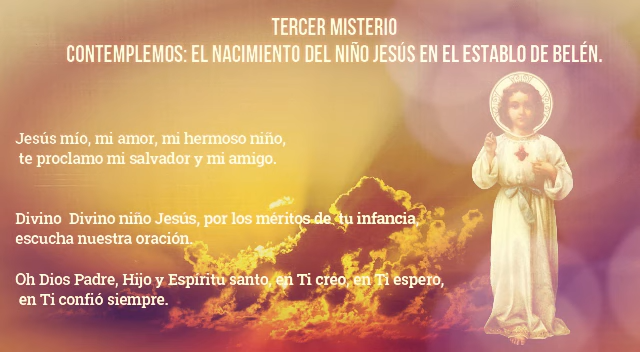 TERCER MISTERIO
CONTEMPLEMOS: EL NACIMIENTO DEL NIÑO JESÚS EN EL ESTABLO DE BELÉN.
Jesús mío, mi amor, mi hermoso niño,
te proclamo mi salvador y mi amigo.
Divino Divino niño Jesús, por los méritos de tu infancia,
escucha nuestra oración.
Oh Dios Padre, Hijo y Espíritu santo, en Ti creo, en Ti espero,
en Ti confió siempre.